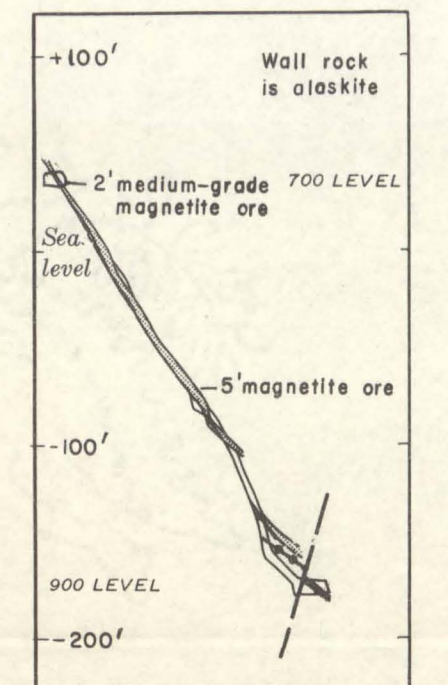 +100'
Wall rock
is alaskite
2' medium-grade
magnetite ore
700 LEVEL
Sea
level
5' magnetite ore
-100'
900 LEVEL
-200'